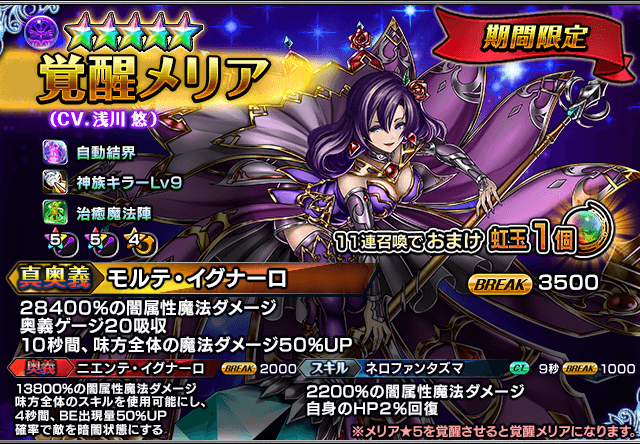 期間限定
覚醒メリア
(CV.浅川 悠)
自動結界
神族キラーLv9
治癒魔法陣
5 5 4
11連召喚でおまけ 虹玉1個
真奥義 モルテ・イグナーロ BREAK 3500
28400%の闇属性魔法ダメージ
奥義ゲージ20吸収
10秒間、味方全体の魔法ダメージ50%UP
奥義 ニエンテ・イグナーロ BREAK 2000
13800%の闇属性魔法ダメージ
味方全体のスキルを使用可能にし、
4秒間、BE出現量50%UP
確率で敵を暗闇状態にする
スキル ネロファンタズマ CT 9秒 BREAK 1000
2200%の闇属性魔法ダメージ
自身のHP2%回復
※メリア★5を覚醒させると覚醒メリアになります。